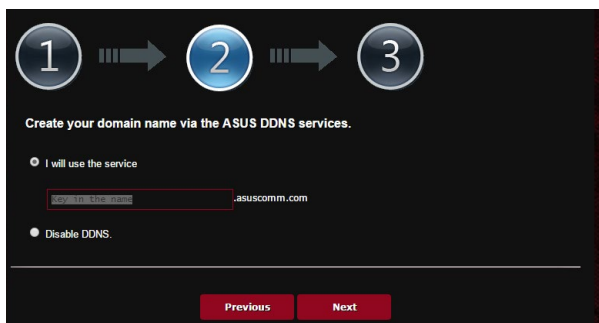 1 2 3
Create your domain name via the ASUS DDNS services.
I will use the service
Key in the name .asuscomm.com
Disable DDNS.
Previous Next